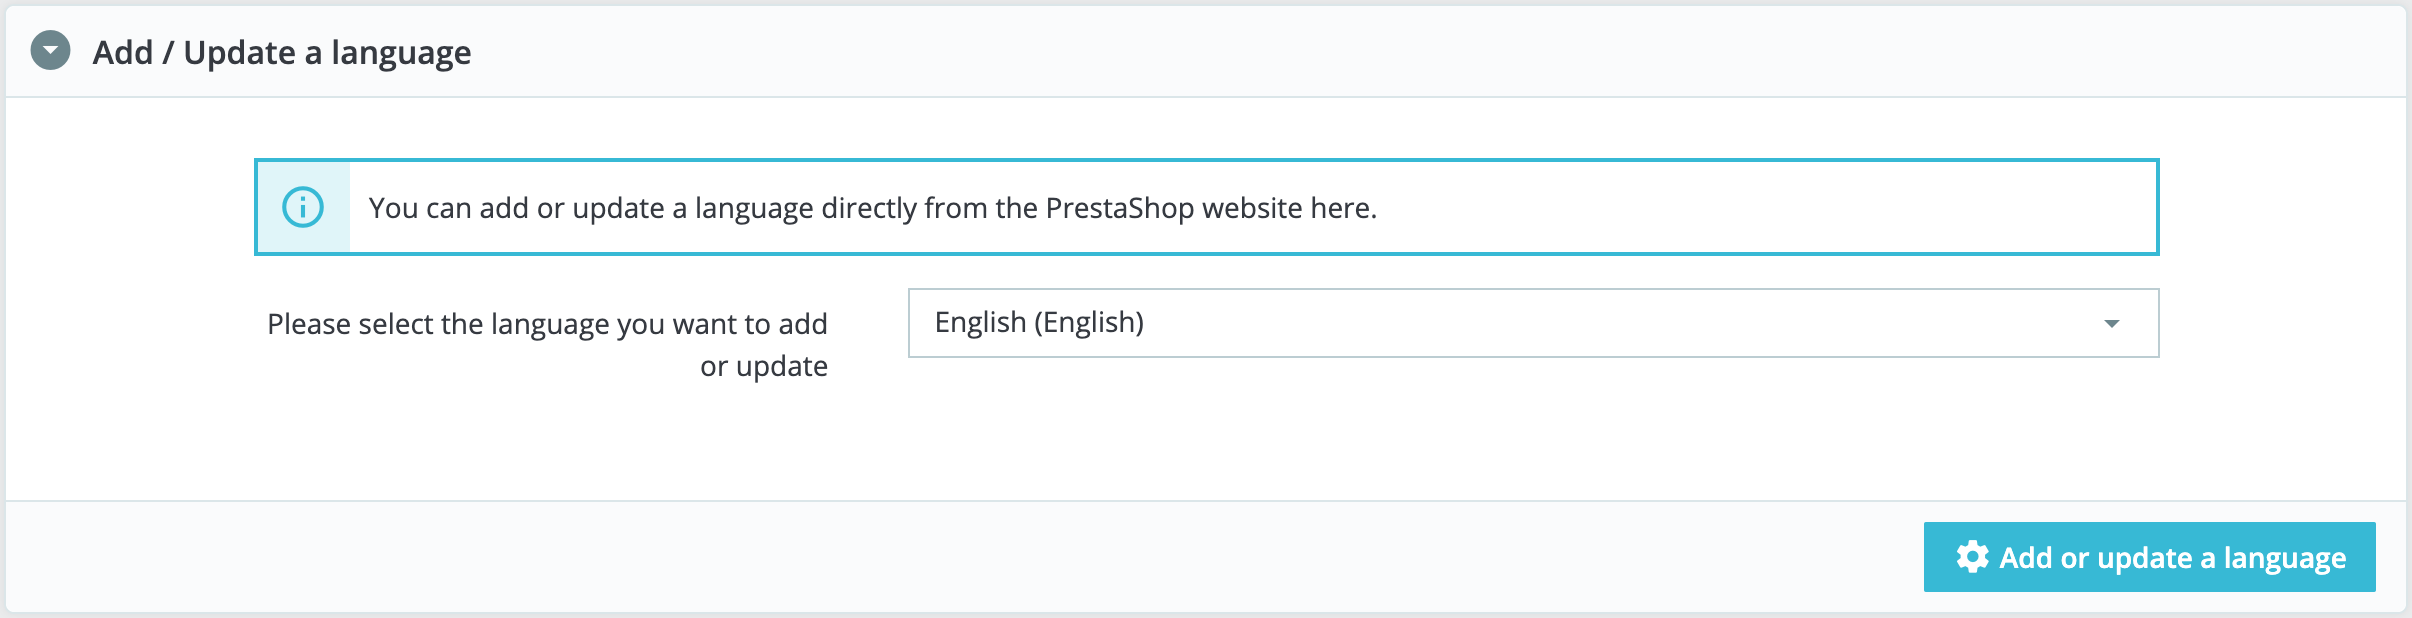 Add / Update a language
You can add or update a language directly from the PrestaShop website here.
Please select the language you want to add
or update
English (English)
Add or update a language